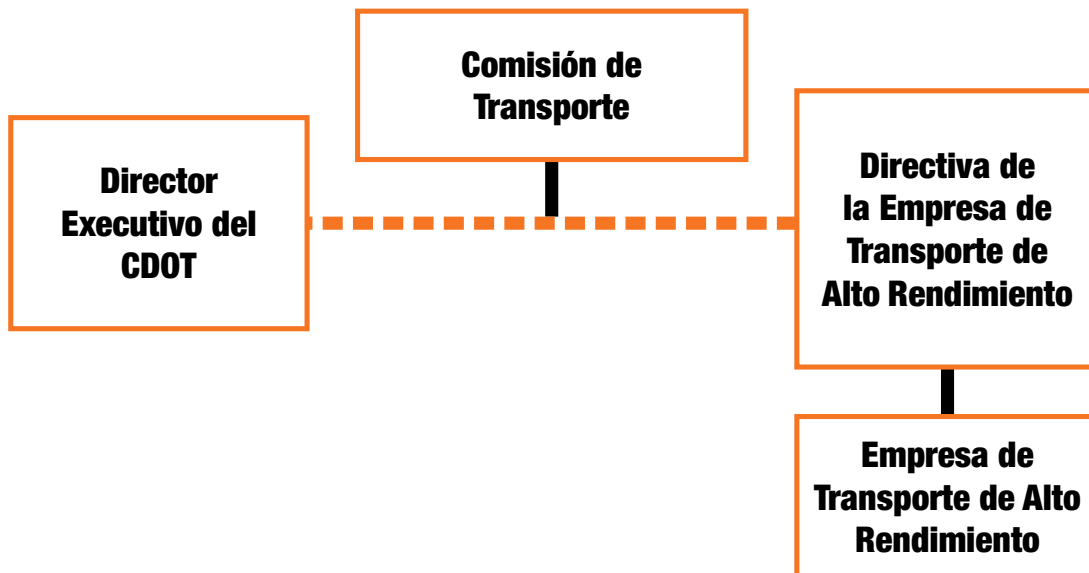 Comisión de
Transporte
Director
Executivo del
CDOT
Directiva de
la Empresa de
Transporte de
Alto Rendimiento
Empresa de
Transporte de Alto
Rendimiento